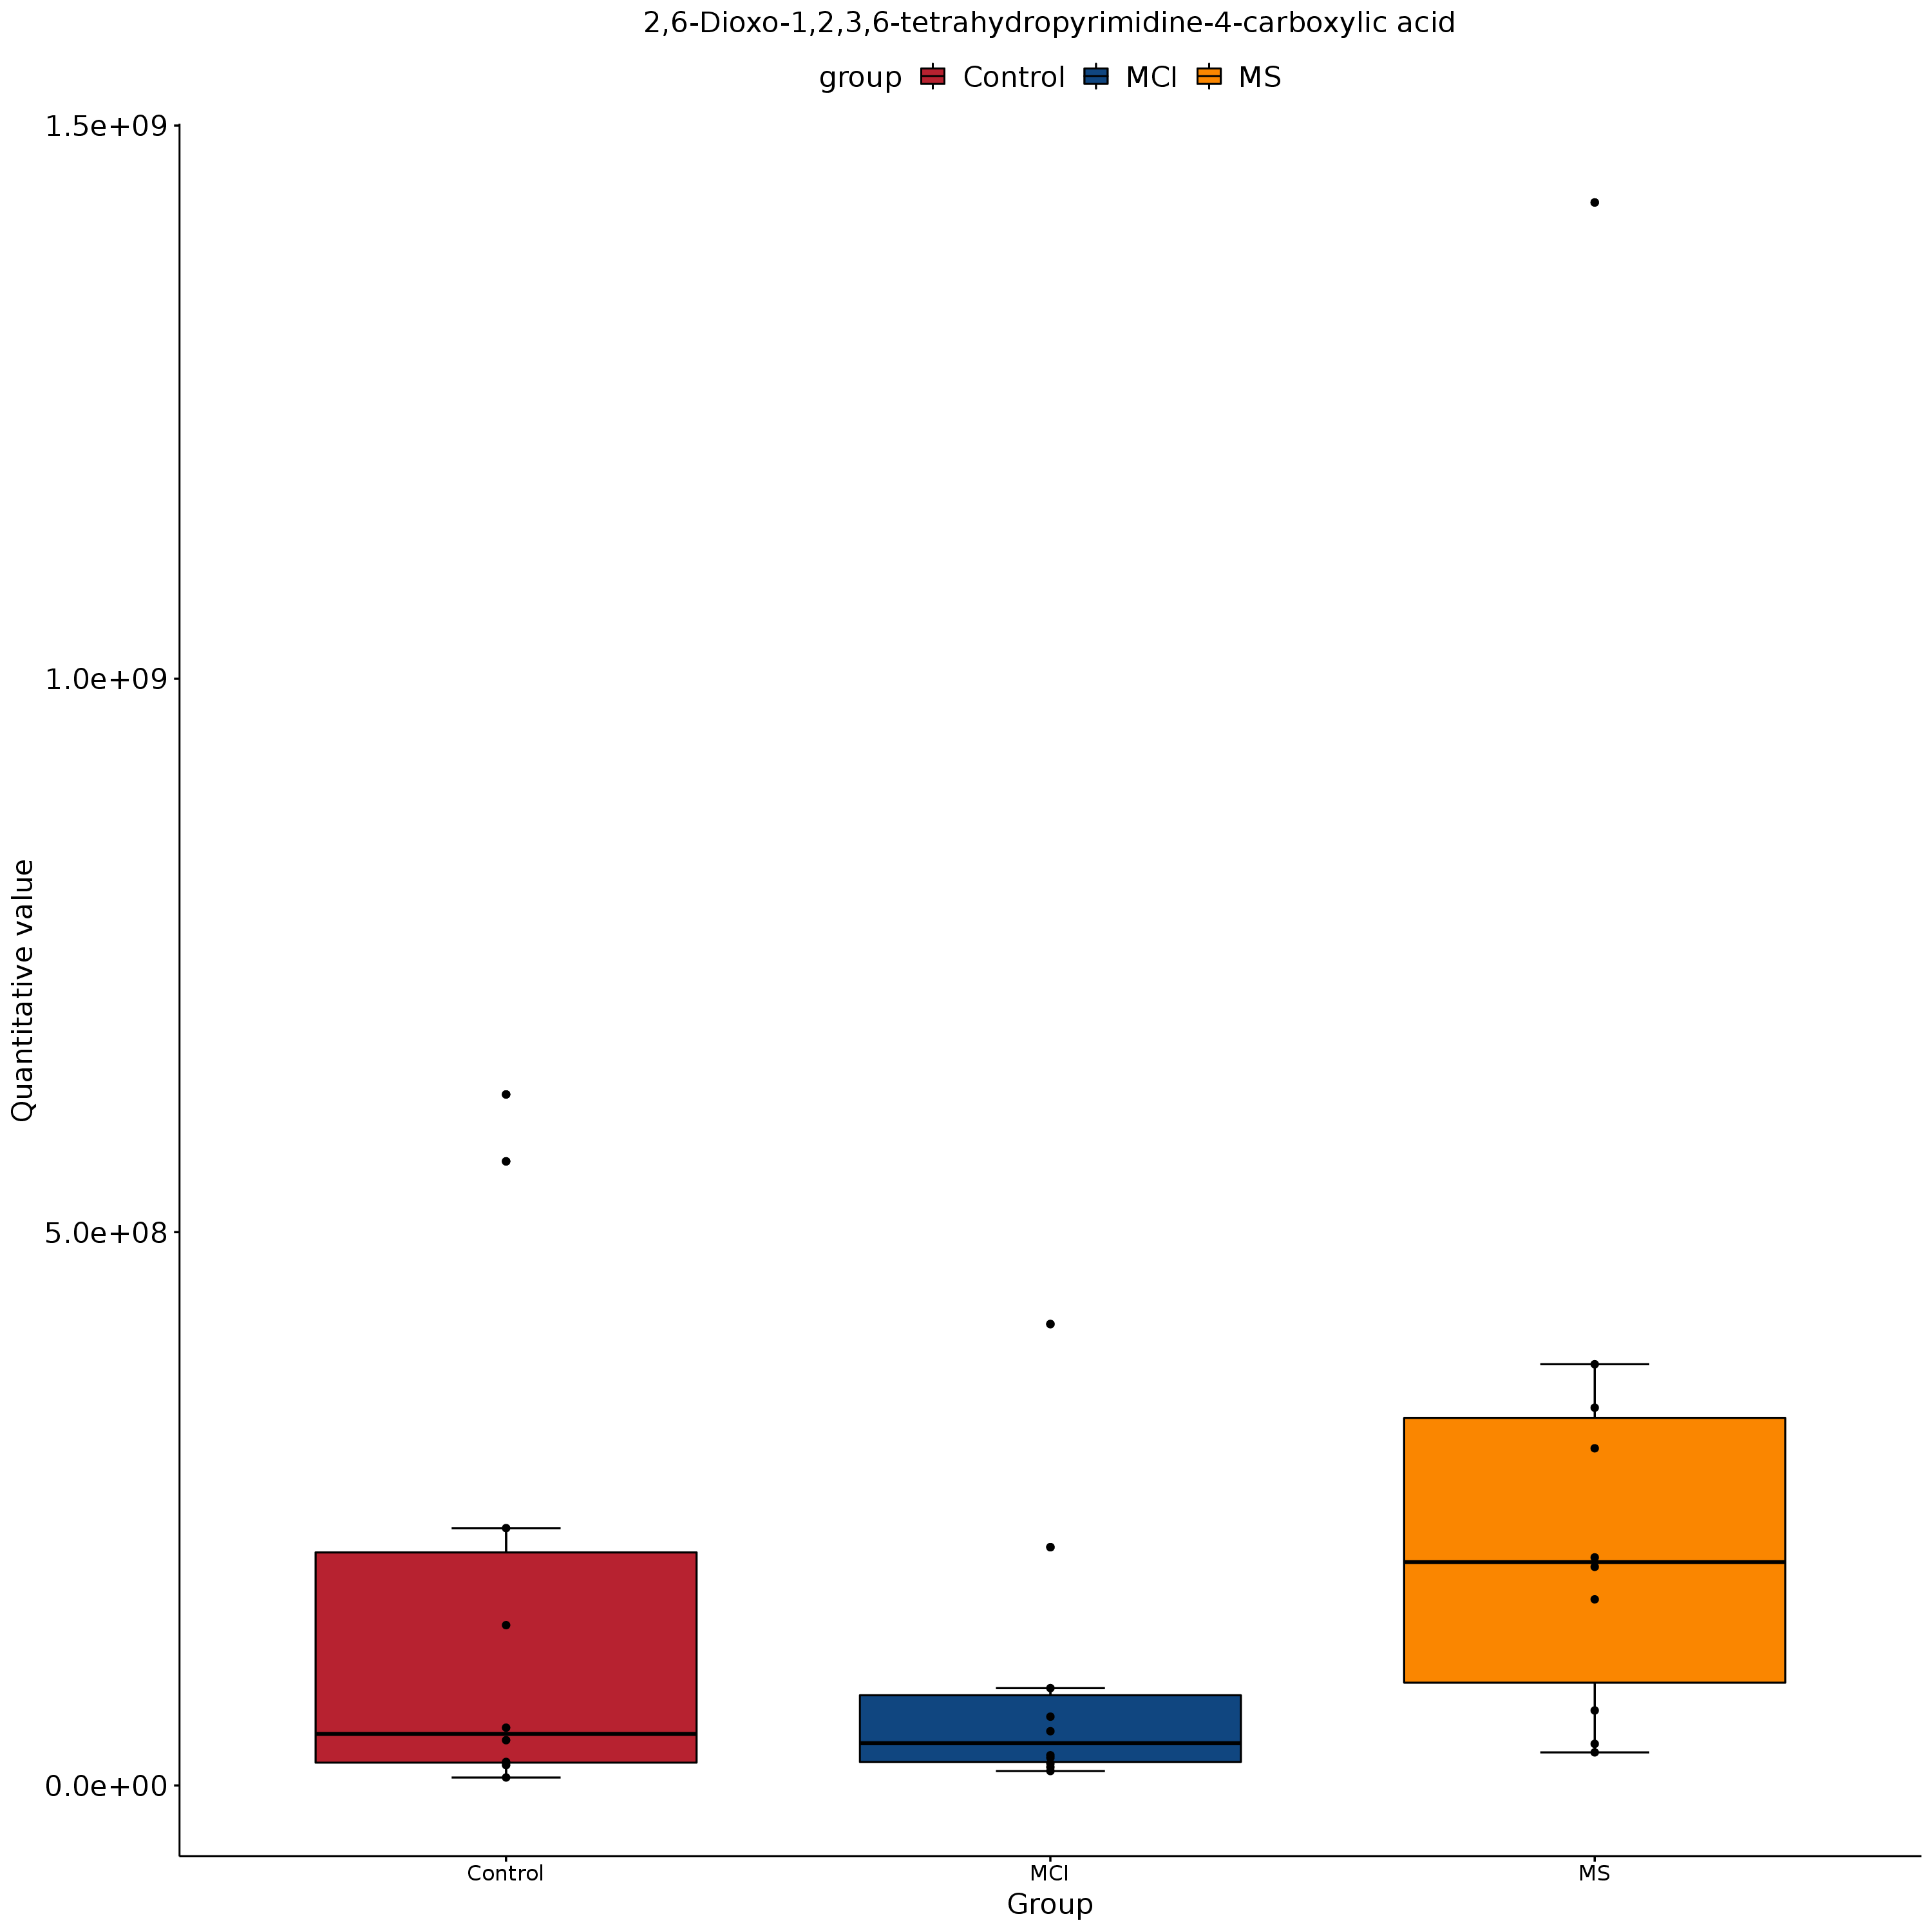 2,6-Dioxo-1,2,3,6-tetrahydropyrimidine-4-carboxylic acid
group Control MCI MS
1.5e+09
1.0e+09
5.0e+08
0.0e+00
Quantitative value
Control MCI MS
Group